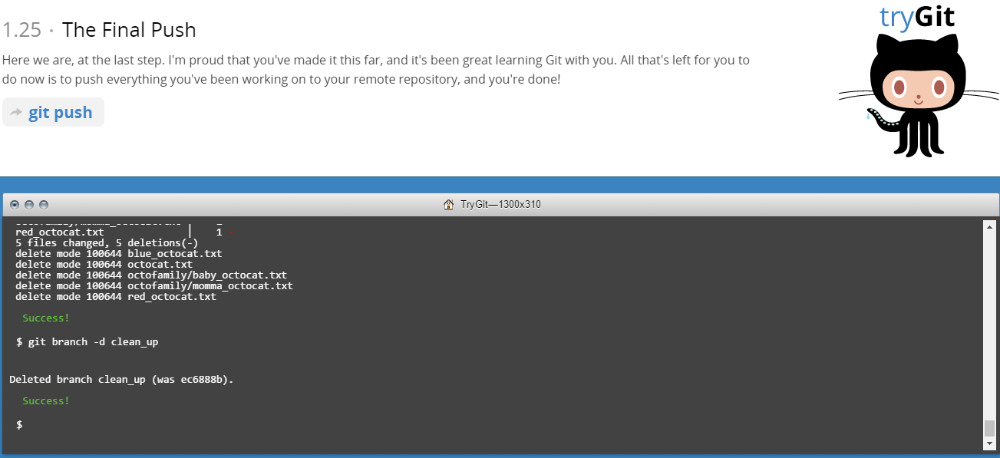 tryGit
1.25 · The Final Push
Here we are, at the last step. I'm proud that you've made it this far, and it's been great learning Git with you. All that's left for you to
do now is to push everything you've been working on to your remote repository, and you're done!
git push
TryGit—1300x310
red_octocat.txt | 1
5 files changed, 5 deletions(-)
delete mode 100644 blue_octocat.txt
delete mode 100644 octocat.txt
delete mode 100644 octofamily/baby_octocat.txt
delete mode 100644 octofamily/momma_octocat.txt
delete mode 100644 red_octocat.txt
Success!
$ git branch -d clean_up
Deleted branch clean_up (was ec6888b).
Success!
$